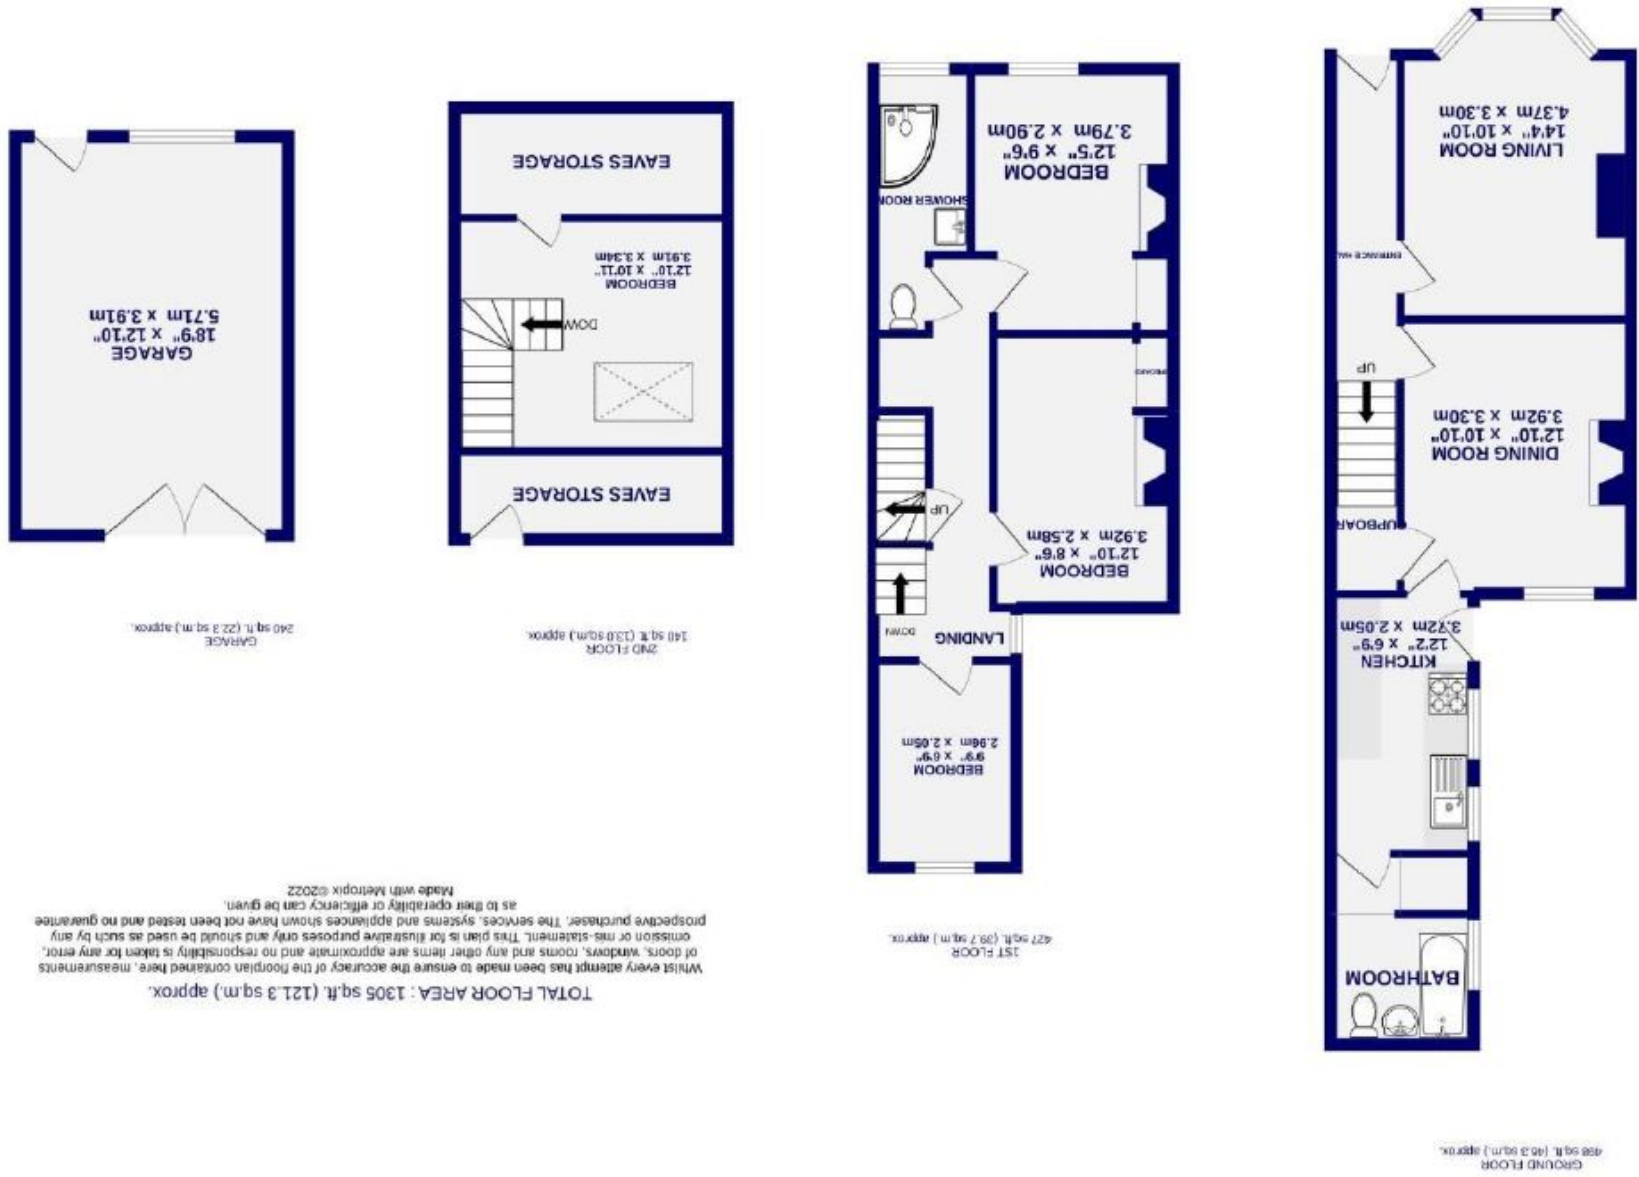 GROUND FLOOR
498 sq.ft. (46.3 sq.m.) approx.
BATHROOM
KITCHEN
12'2" x 6'9"
3.72m x 2.05m
CUPBOAR
DINING ROOM
12'10" x 10'10"
3.92m x 3.30m
UP
ENTRANCE HAL
LIVING ROOM
14'4" x 10'10"
4.37m x 3.30m
1ST FLOOR
427 sq.ft. (39.7 sq.m.) approx.
BEDROOM
9'9" x 6'9"
2.96m x 2.05m
LANDING
DOWN
BEDROOM
12'10" x 8'6"
3.92m x 2.58m
UP
PBOARD
SHOWER ROOM
BEDROOM
12'5" x 9'6"
3.79m x 2.90m
2ND FLOOR
140 sq.ft. (13.0 sq.m.) approx.
EAVES STORAGE
DOWN
BEDROOM
12'10" x 10'11"
3.91m x 3.34m
EAVES STORAGE
GARAGE
240 sq.ft. (22.3 sq.m.) approx.
GARAGE
18'9" x 12'10"
5.71m x 3.91m
TOTAL FLOOR AREA : 1305 sq.ft. (121.3 sq.m.) approx.
Whilst every attempt has been made to ensure the accuracy of the floorplan contained here, measurements
of doors, windows, rooms and any other items are approximate and no responsibility is taken for any error,
omission or mis-statement. This plan is for illustrative purposes only and should be used as such by any
prospective purchaser. The services, systems and appliances shown have not been tested and no guarantee
as to their operability or efficiency can be given.
Made with Metropix ©2022